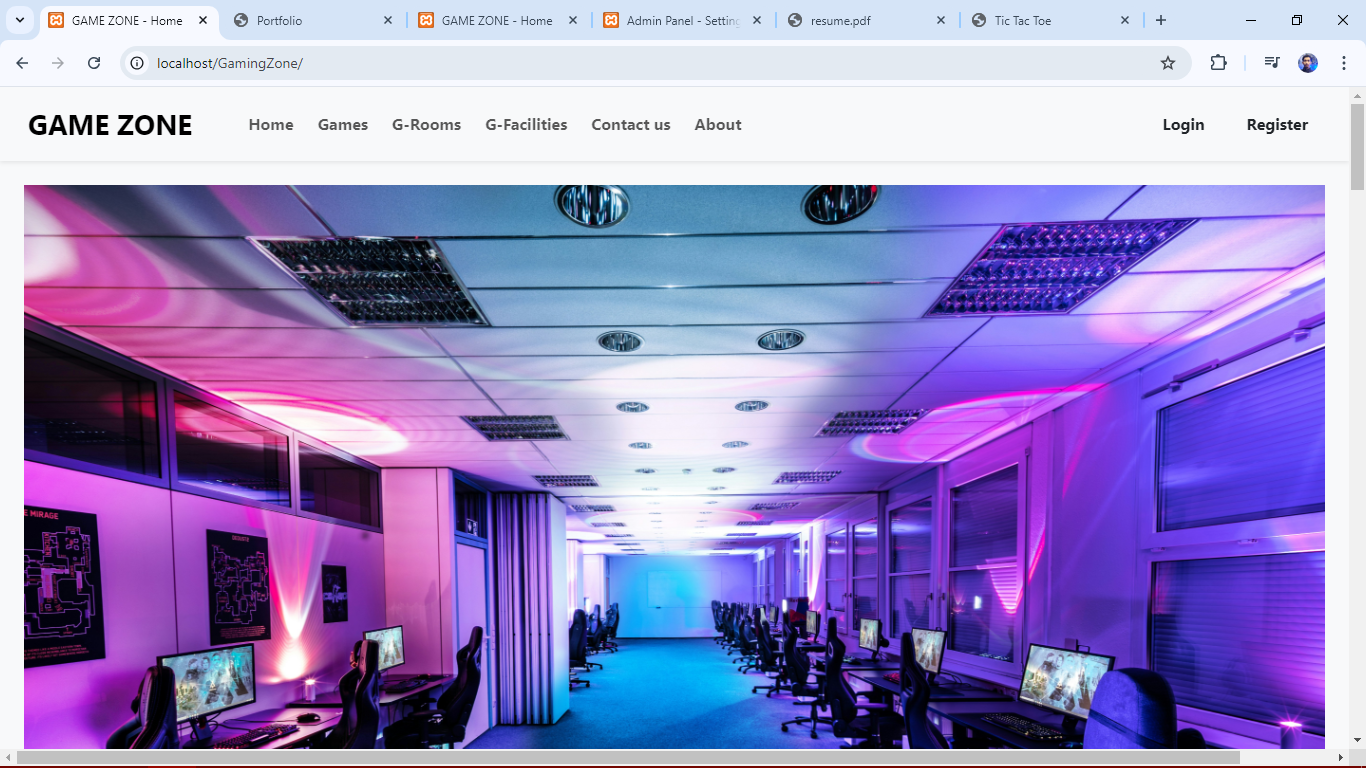 GAME ZONE - Home
Portfolio
GAME ZONE - Home
Admin Panel - Setting
resume.pdf
Tic Tac Toe
localhost/GamingZone/
GAME ZONE
Home
Games
G-Rooms
G-Facilities
Contact us
About
Login
Register
MIRAGE